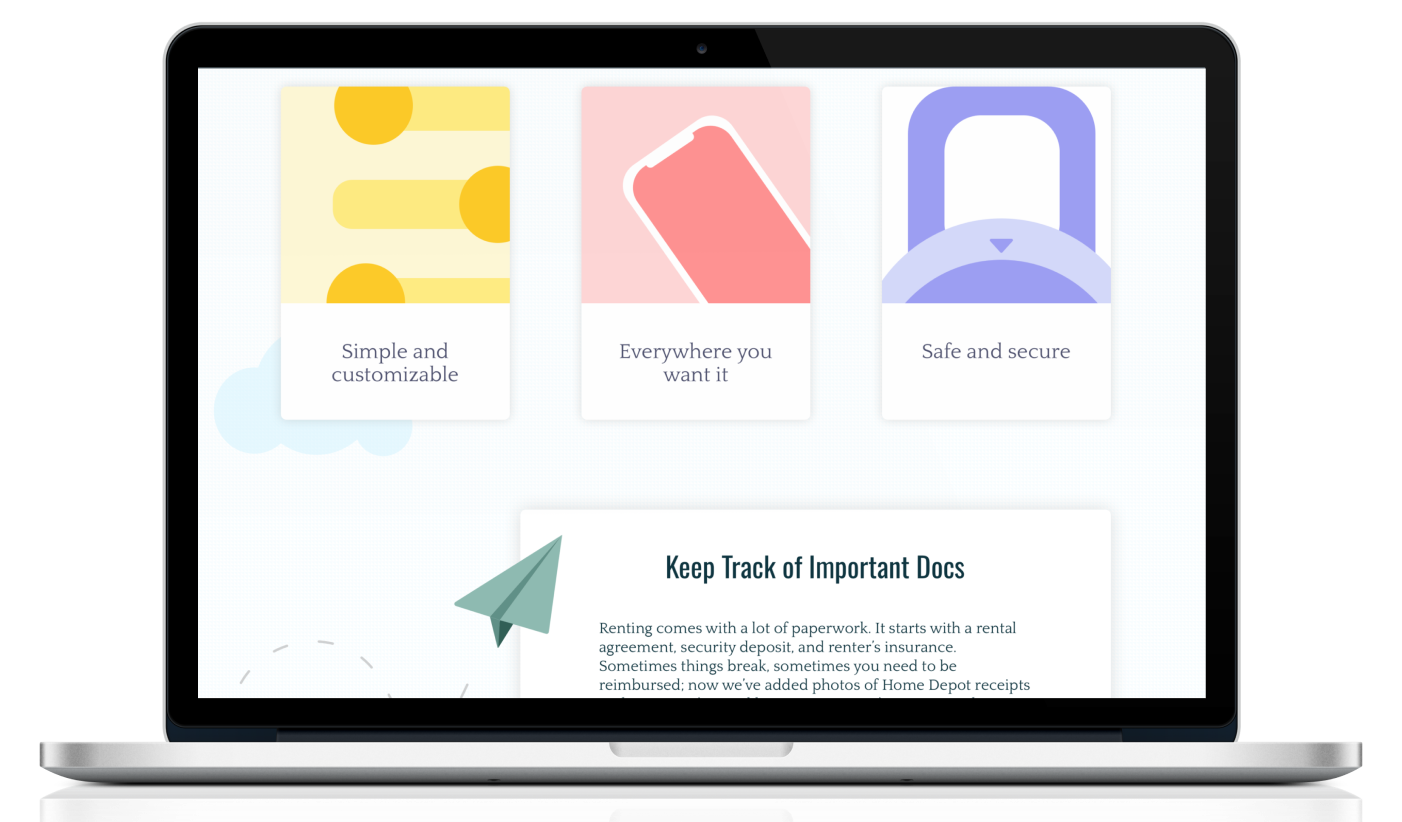 Simple and
customizable
Everywhere you
want it
Safe and secure
Keep Track of Important Docs
Renting comes with a lot of paperwork. It starts with a rental
agreement, security deposit, and renter's insurance.
Sometimes things break, sometimes you need to be
reimbursed; now we've added photos of Home Depot receipts